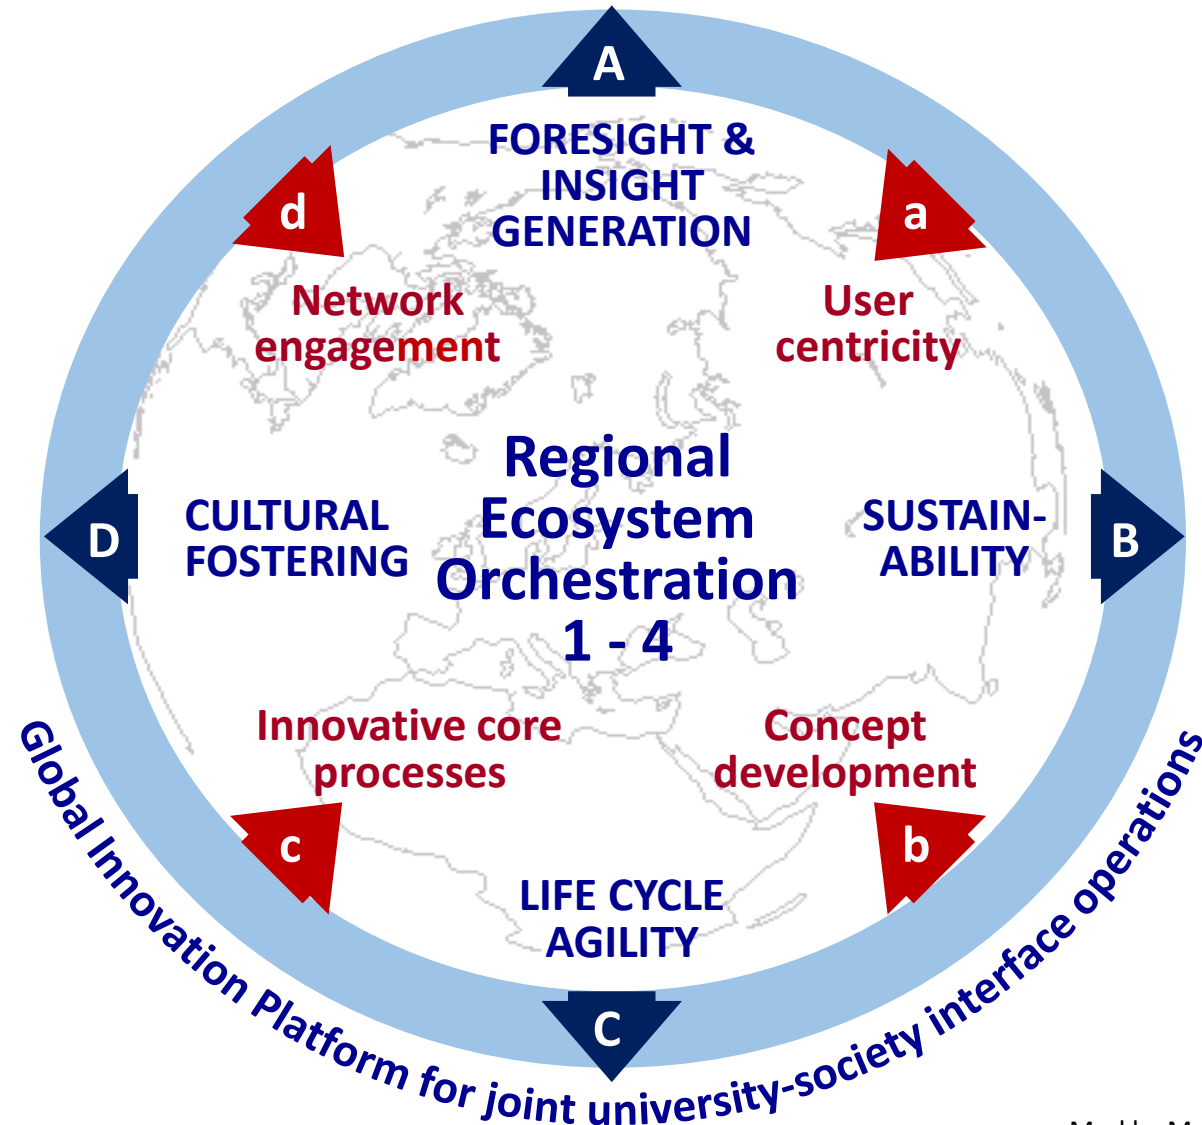 A
FORESIGHT &
INSIGHT
GENERATION
d
a
Network
engagement
User
centricity
Regional
Ecosystem
Orchestration
1 - 4
D
CULTURAL
FOSTERING
SUSTAIN-
ABILITY
B
Innovative core
processes
Concept
development
c
b
LIFE CYCLE
AGILITY
C
Global Innovation Platform for joint university-society interface operations